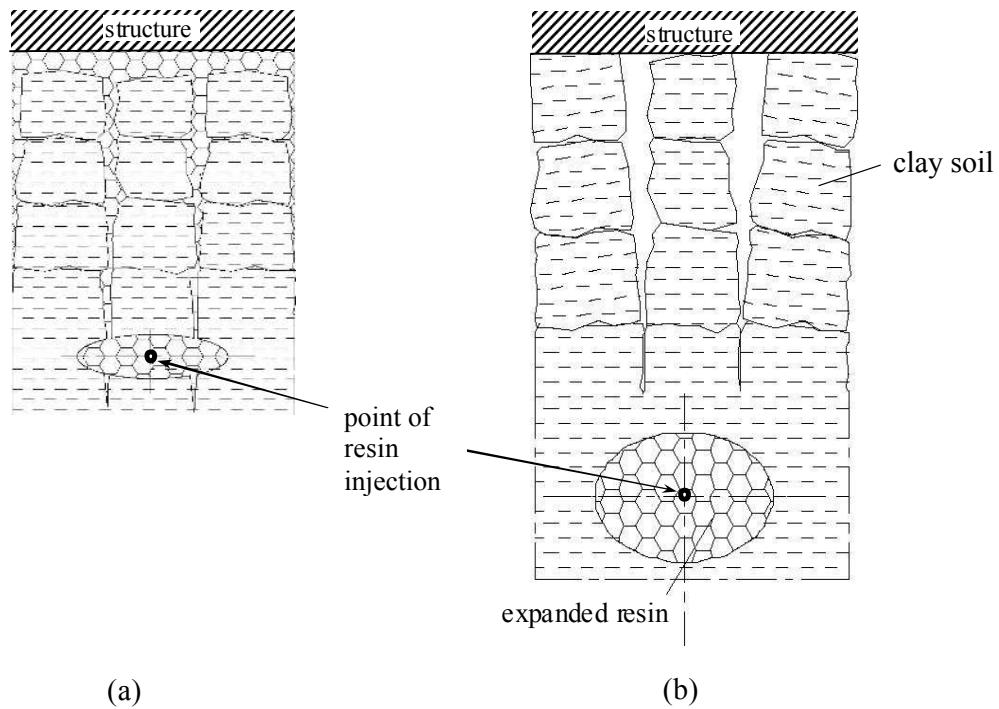 structure
structure
clay soil
point of
resin
injection
expanded resin
(a)
(b)